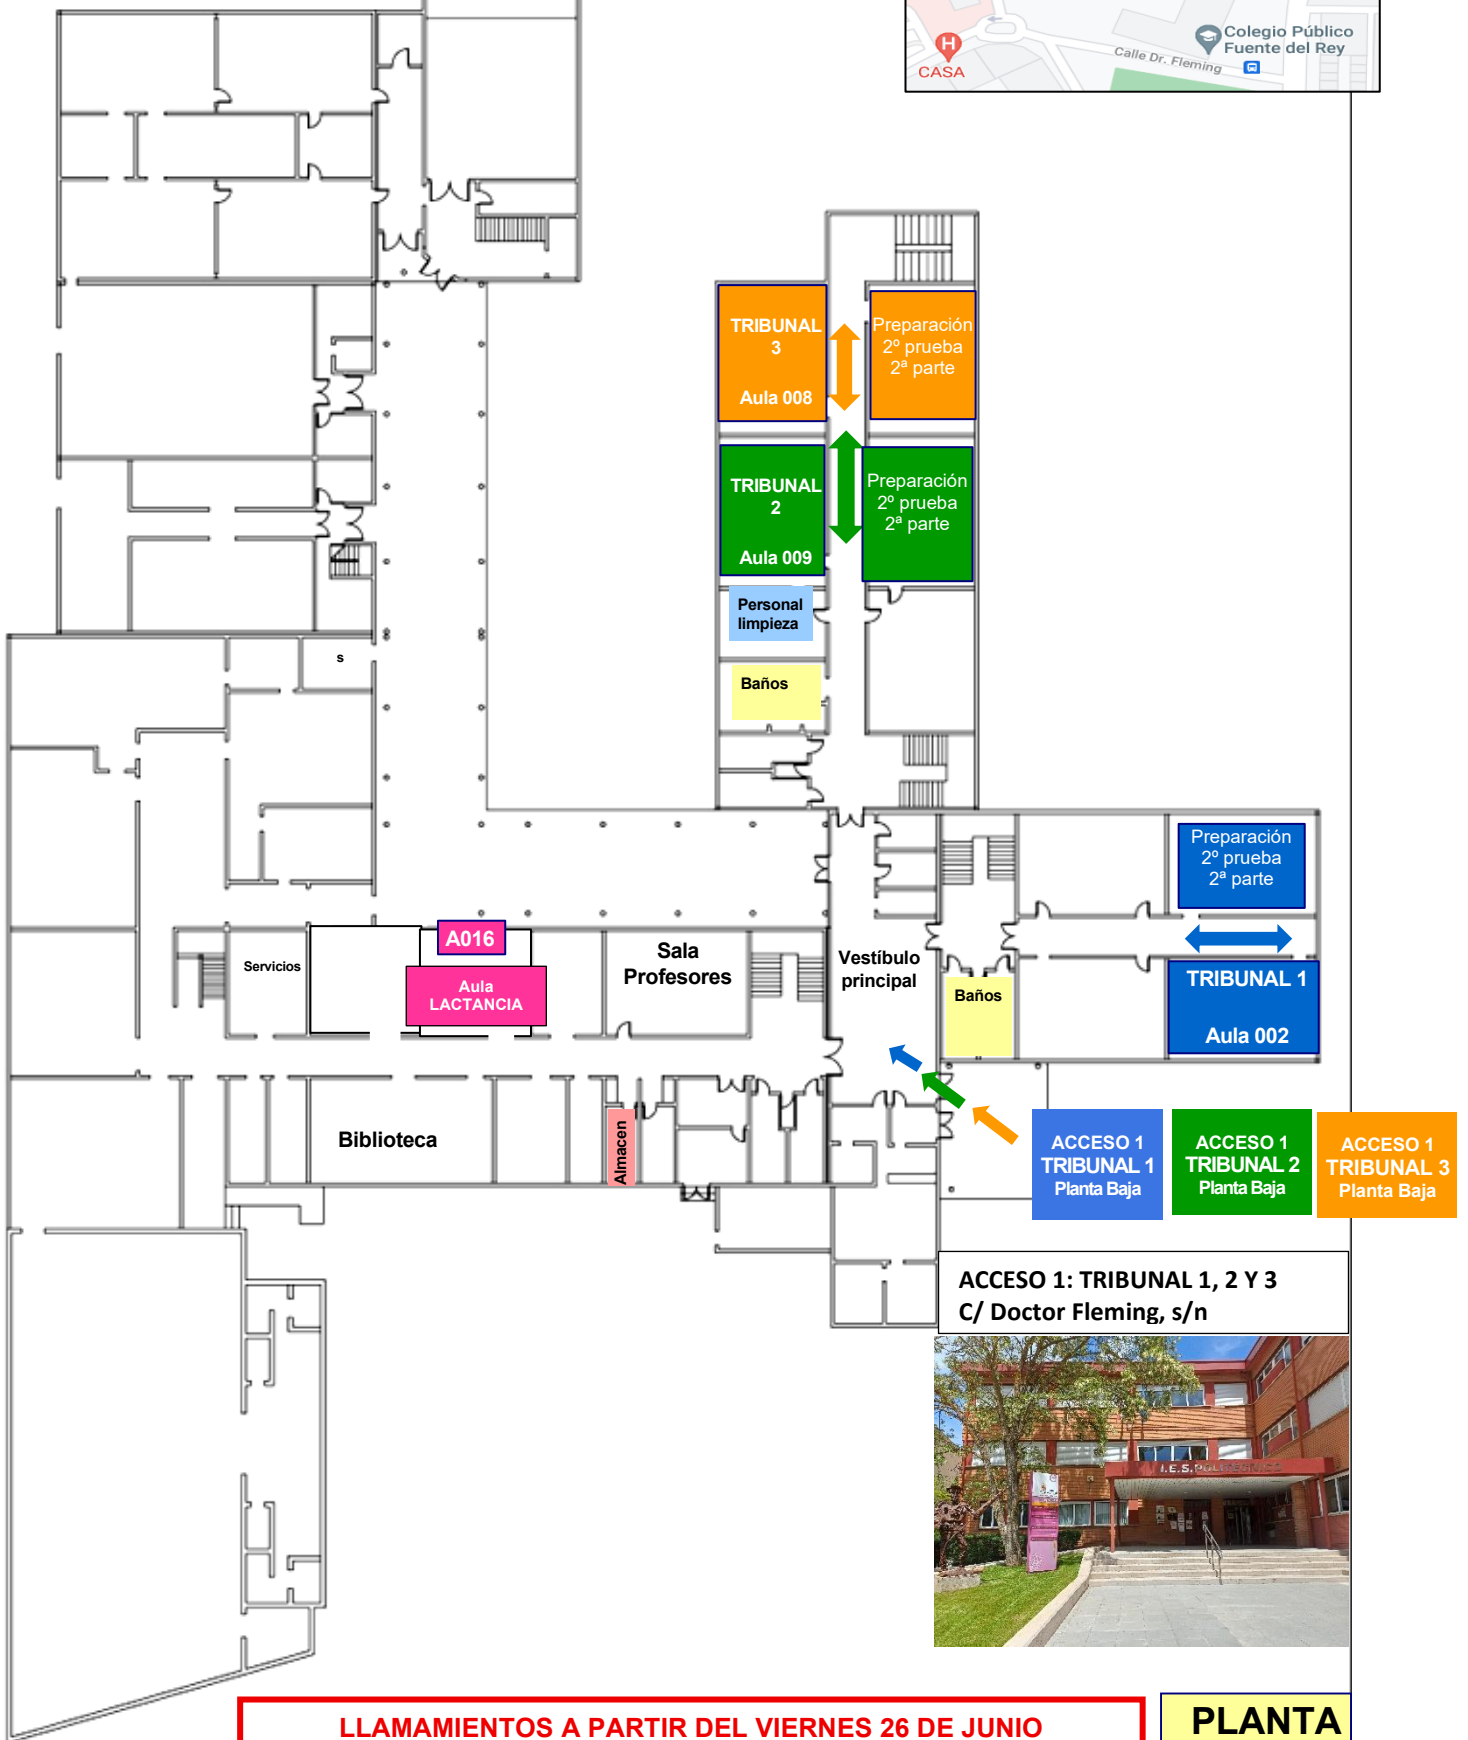 Colegio Público
Fuente del Rey
Calle Dr. Fleming
H
CASA
TRIBUNAL
3
Aula 008
Preparación
2º prueba
2ª parte
TRIBUNAL
2
Aula 009
Preparación
2º prueba
2ª parte
Personal
limpieza
s
Baños
Preparación
2º prueba
2ª parte
A016
Aula
LACTANCIA
Servicios
Sala
Profesores
Vestíbulo
principal
Baños
TRIBUNAL 1
Aula 002
Biblioteca
Almacen
ACCESO 1
TRIBUNAL 1
Planta Baja
ACCESO 1
TRIBUNAL 2
Planta Baja
ACCESO 1
TRIBUNAL 3
Planta Baja
ACCESO 1: TRIBUNAL 1, 2 Y 3
C/ Doctor Fleming, s/n
I.E.S. POLITECNICO
LLAMAMIENTOS A PARTIR DEL VIERNES 26 DE JUNIO
PLANTA